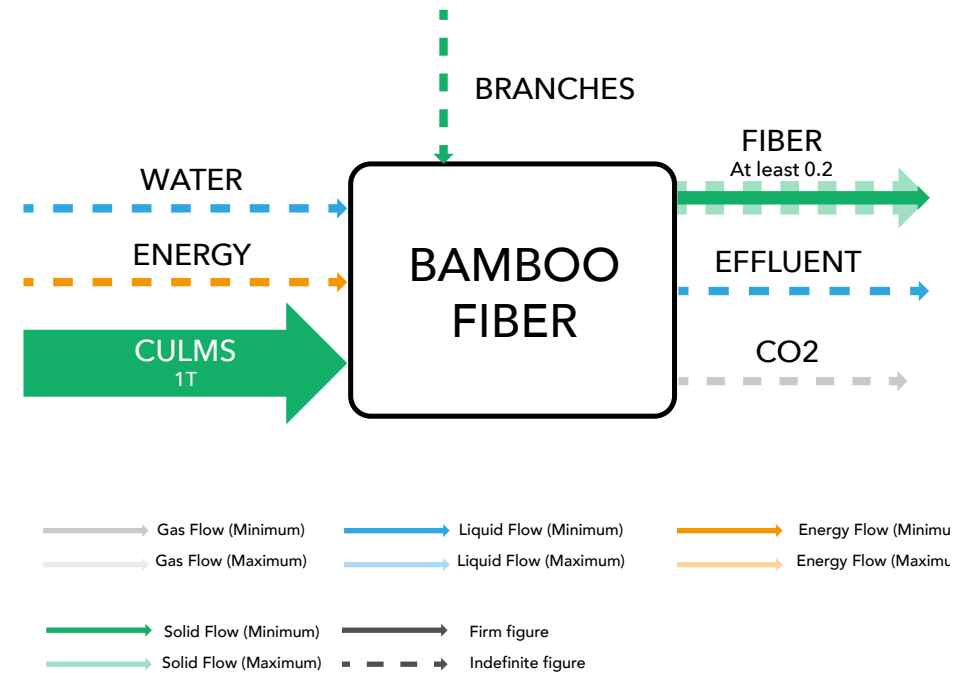 BRANCHES
FIBER
At least 0.2
WATER
ENERGY
BAMBOO
FIBER
EFFLUENT
CULMS
1T
CO2
Gas Flow (Minimum)
Liquid Flow (Minimum)
Energy Flow (Minimu
Gas Flow (Maximum)
Liquid Flow (Maximum)
Energy Flow (Maximu
Solid Flow (Minimum)
Firm figure
Solid Flow (Maximum)
Indefinite figure